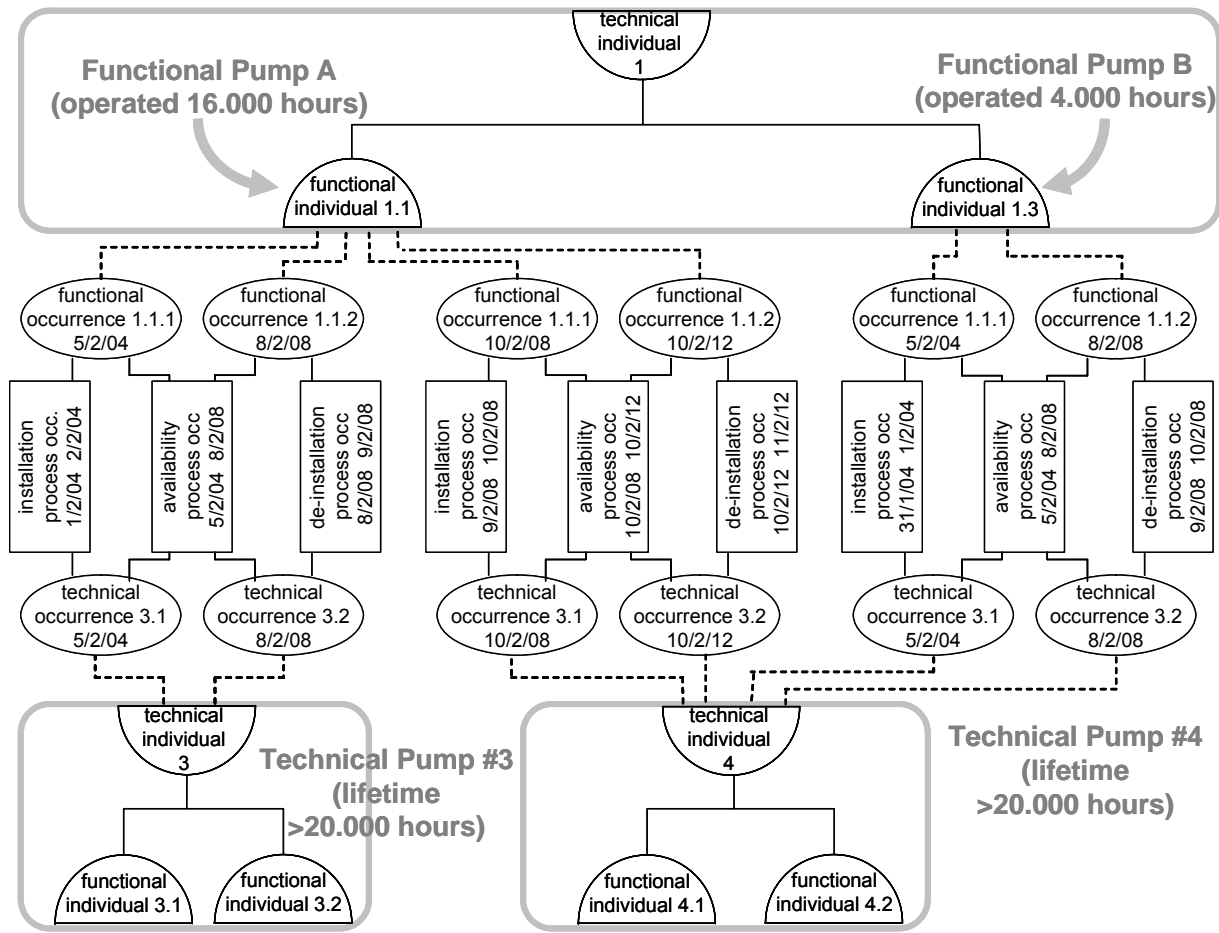 technical
individual
1
Functional Pump A
(operated 16.000 hours)
Functional Pump B
(operated 4.000 hours)
functional
individual 1.1
functional
individual 1.3
functional
occurrence 1.1.1
5/2/04
functional
occurrence 1.1.2
8/2/08
functional
occurrence 1.1.1
10/2/08
functional
occurrence 1.1.2
10/2/12
functional
occurrence 1.1.1
5/2/04
functional
occurrence 1.1.2
8/2/08
installation
process occ.
1/2/04 2/2/04
availability
process occ
5/2/04 8/2/08
de-installation
process occ
8/2/08 9/2/08
installation
process occ
9/2/08 10/2/08
availability
process occ
10/2/08 10/2/12
de-installation
process occ
10/2/12 11/2/12
installation
process occ
31/1/04 1/2/04
availability
process occ
5/2/04 8/2/08
de-installation
process occ
9/2/08 10/2/08
technical
occurrence 3.1
5/2/04
technical
occurrence 3.2
8/2/08
technical
occurrence 3.1
10/2/08
technical
occurrence 3.2
10/2/12
technical
occurrence 3.1
5/2/04
technical
occurrence 3.2
8/2/08
technical
individual
3
Technical Pump #3
(lifetime
>20.000 hours)
technical
individual
4
Technical Pump #4
(lifetime
>20.000 hours)
functional
individual 3.1
functional
individual 3.2
functional
individual 4.1
functional
individual 4.2